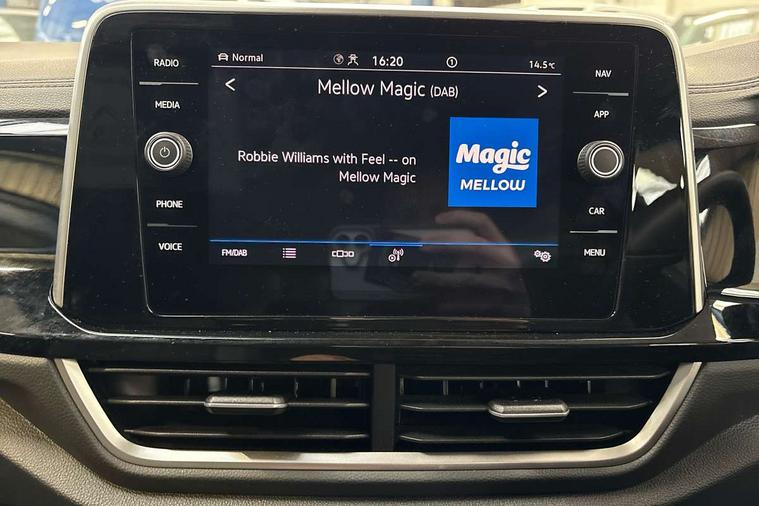 RADIO
MEDIA
PHONE
VOICE
Normal
16:20
1
14.5°C
<
Mellow Magic (DAB)
>
Robbie Williams with Feel -- on
Mellow Magic
Magic
MELLOW
FM/DAB
NAV
APP
CAR
MENU